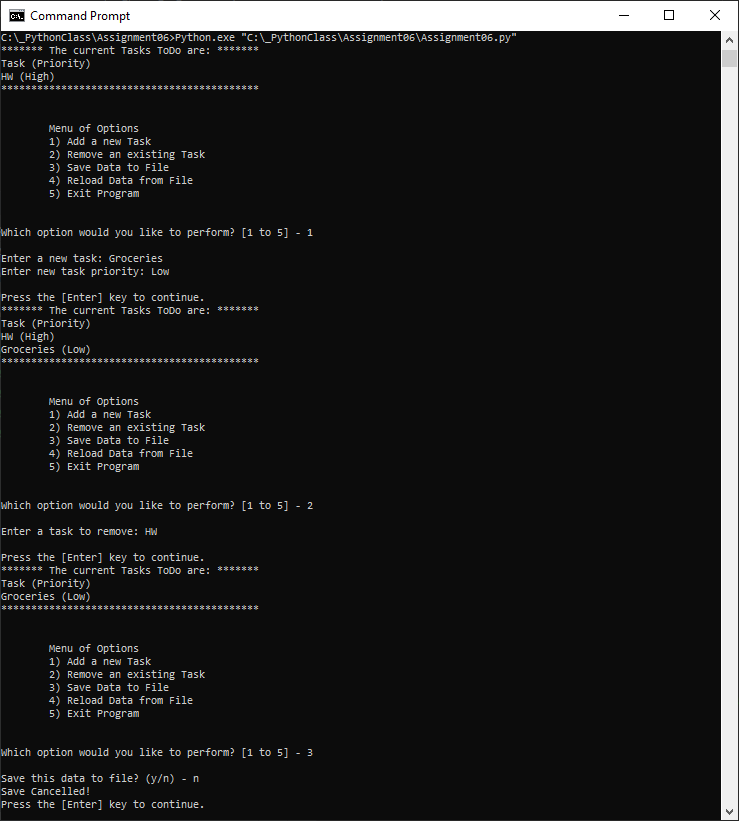 Command Prompt
C:\_PythonClass\Assignment06>Python.exe "C:\_PythonClass\Assignment06\Assignment06.py"
******* The current Tasks ToDo are: *******
Task (Priority)
HW (High)
*******************************************
Menu of Options
1) Add a new Task
2) Remove an existing Task
3) Save Data to File
4) Reload Data from File
5) Exit Program
Which option would you like to perform? [1 to 5] - 1
Enter a new task: Groceries
Enter new task priority: Low
Press the [Enter] key to continue.
******* The current Tasks ToDo are: *******
Task (Priority)
HW (High)
Groceries (Low)
*******************************************
Menu of Options
1) Add a new Task
2) Remove an existing Task
3) Save Data to File
4) Reload Data from File
5) Exit Program
Which option would you like to perform? [1 to 5] - 2
Enter a task to remove: HW
Press the [Enter] key to continue.
******* The current Tasks ToDo are: *******
Task (Priority)
Groceries (Low)
*******************************************
Menu of Options
1) Add a new Task
2) Remove an existing Task
3) Save Data to File
4) Reload Data from File
5) Exit Program
Which option would you like to perform? [1 to 5] - 3
Save this data to file? (y/n) - n
Save Cancelled!
Press the [Enter] key to continue.